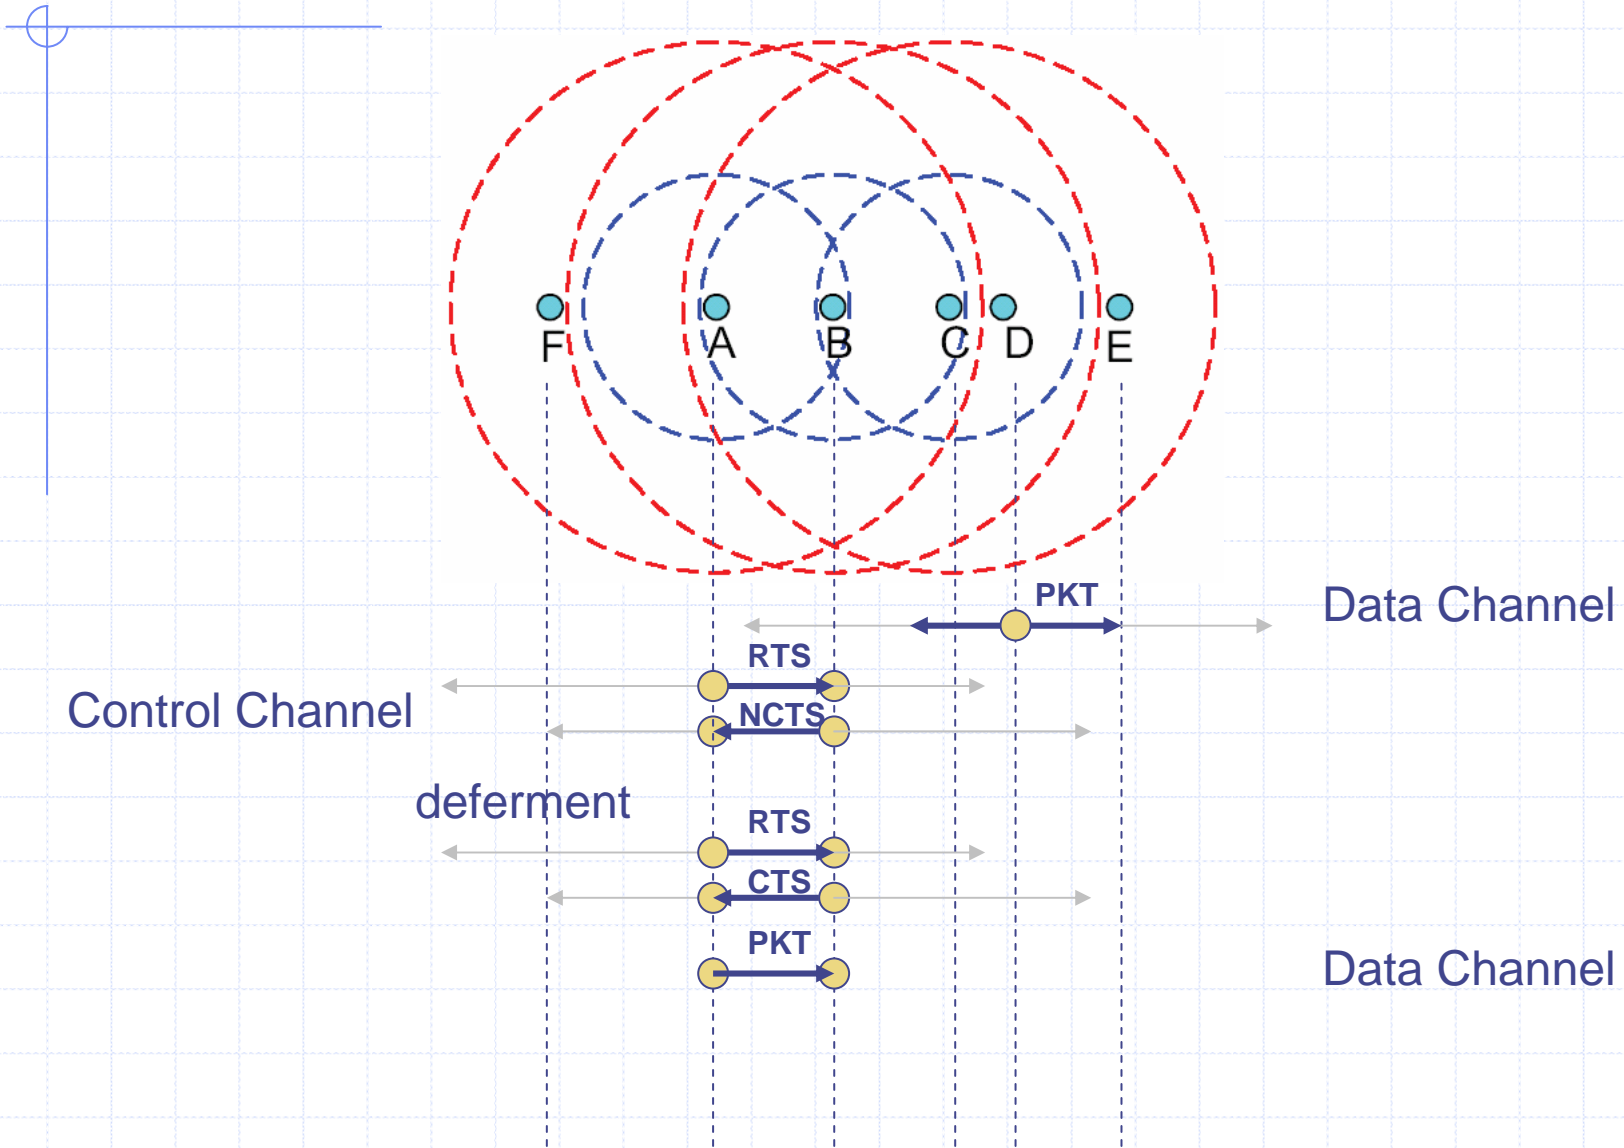 F A B C D E
PKT
Data Channel
RTS
Control Channel
NCTS
deferment
RTS
CTS
PKT
Data Channel